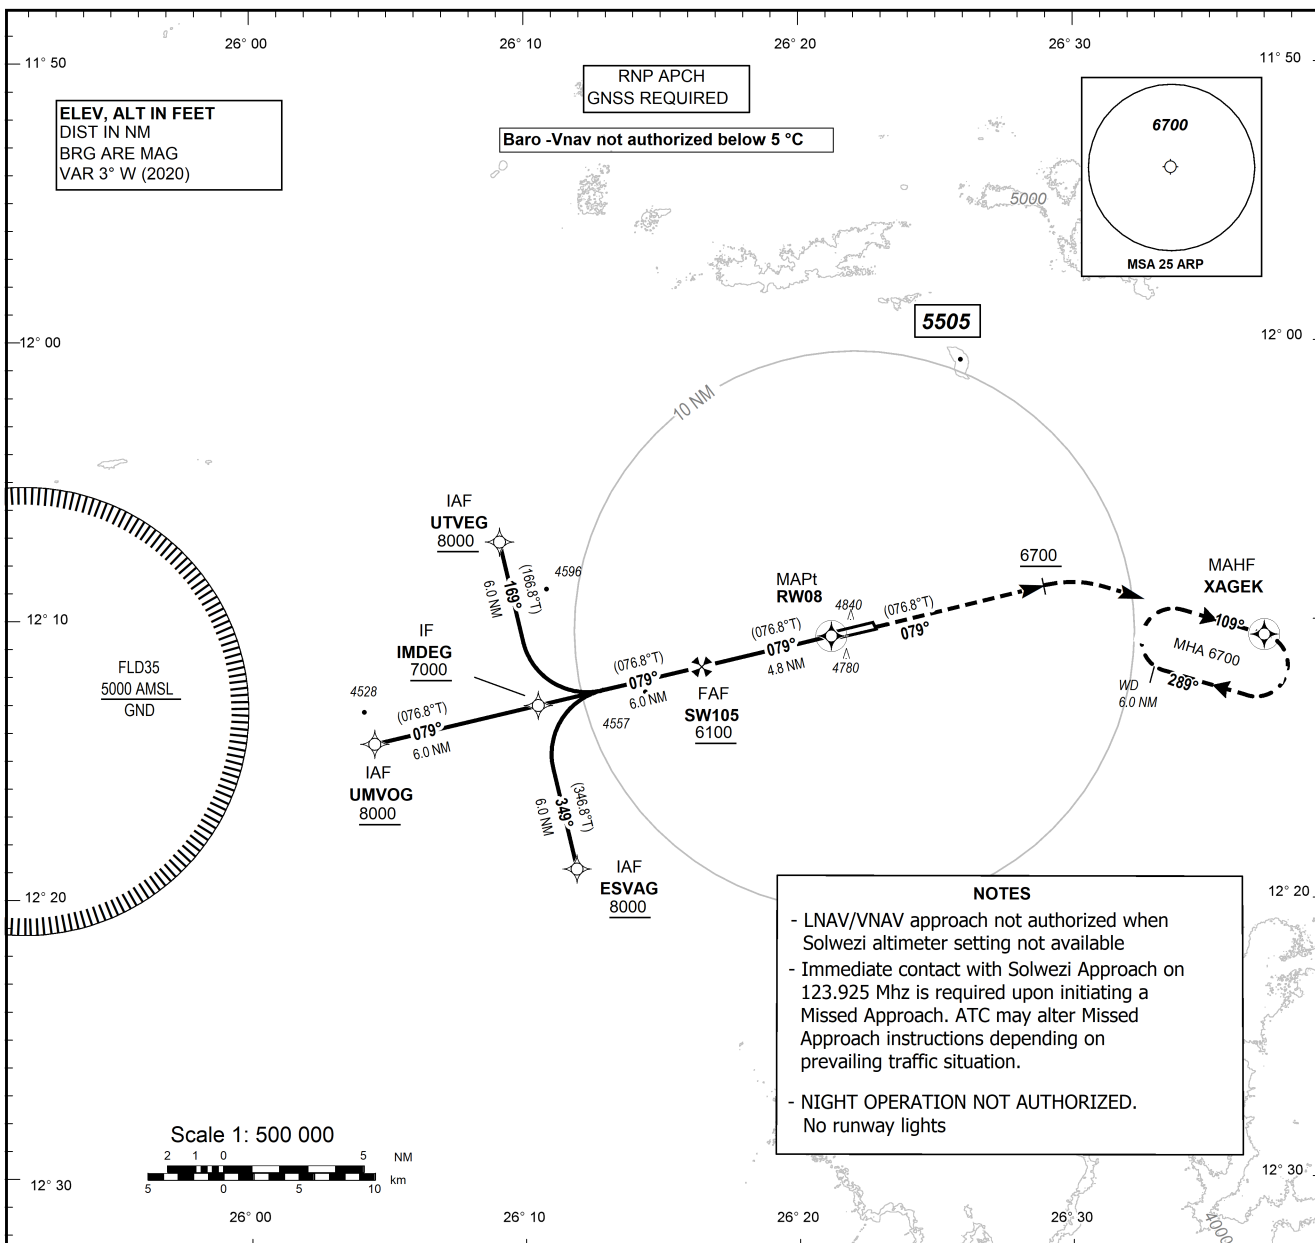 26° 00'
26° 10'
26° 20'
26° 30'
11° 50
11° 50'
ELEV, ALT IN FEET
DIST IN NM
BRG ARE MAG
VAR 3° W (2020)
RNP APCH
GNSS REQUIRED
Baro -Vnav not authorized below 5 °C
6700
MSA 25 ARP
5000
5505
12° 00
12° 00'
10 NM
IAF
UTVEG
8000
(166.8°T)
169°
6.0 NM
4596
MAPt
RW08
4840
4780
6700
MAHF
XAGEK
12° 10
IF
IMDEG
7000
(076.8°T)
079°
6.0 NM
(076.8°T)
079°
4.8 NM
(076.8°T)
079°
109°
MHA 6700
289°
WD
6.0 NM
FLD35
5000 AMSL
GND
4528
(076.8°T)
079°
6.0 NM
4557
FAF
SW105
6100
IAF
UMVOG
8000
(346.8°T)
349°
6.0 NM
IAF
ESVAG
8000
12° 20
12° 20'
NOTES
- LNAV/VNAV approach not authorized when
Solwezi altimeter setting not available
- Immediate contact with Solwezi Approach on
123.925 Mhz is required upon initiating a
Missed Approach. ATC may alter Missed
Approach instructions depending on
prevailing traffic situation.
- NIGHT OPERATION NOT AUTHORIZED.
No runway lights
Scale 1: 500 000
2 1 0 5 NM
5 0 5 10 km
12° 30
12° 30'
4000
26° 00'
26° 10'
26° 20'
26° 30'